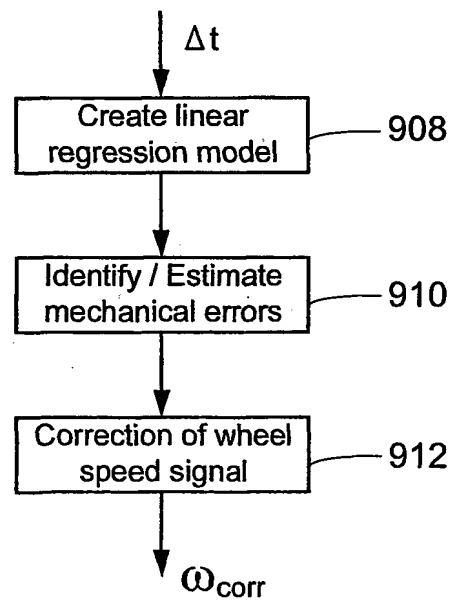 Δt
Create linear
regression model
908
Identify / Estimate
mechanical errors
910
Correction of wheel
speed signal
912
ωcorr